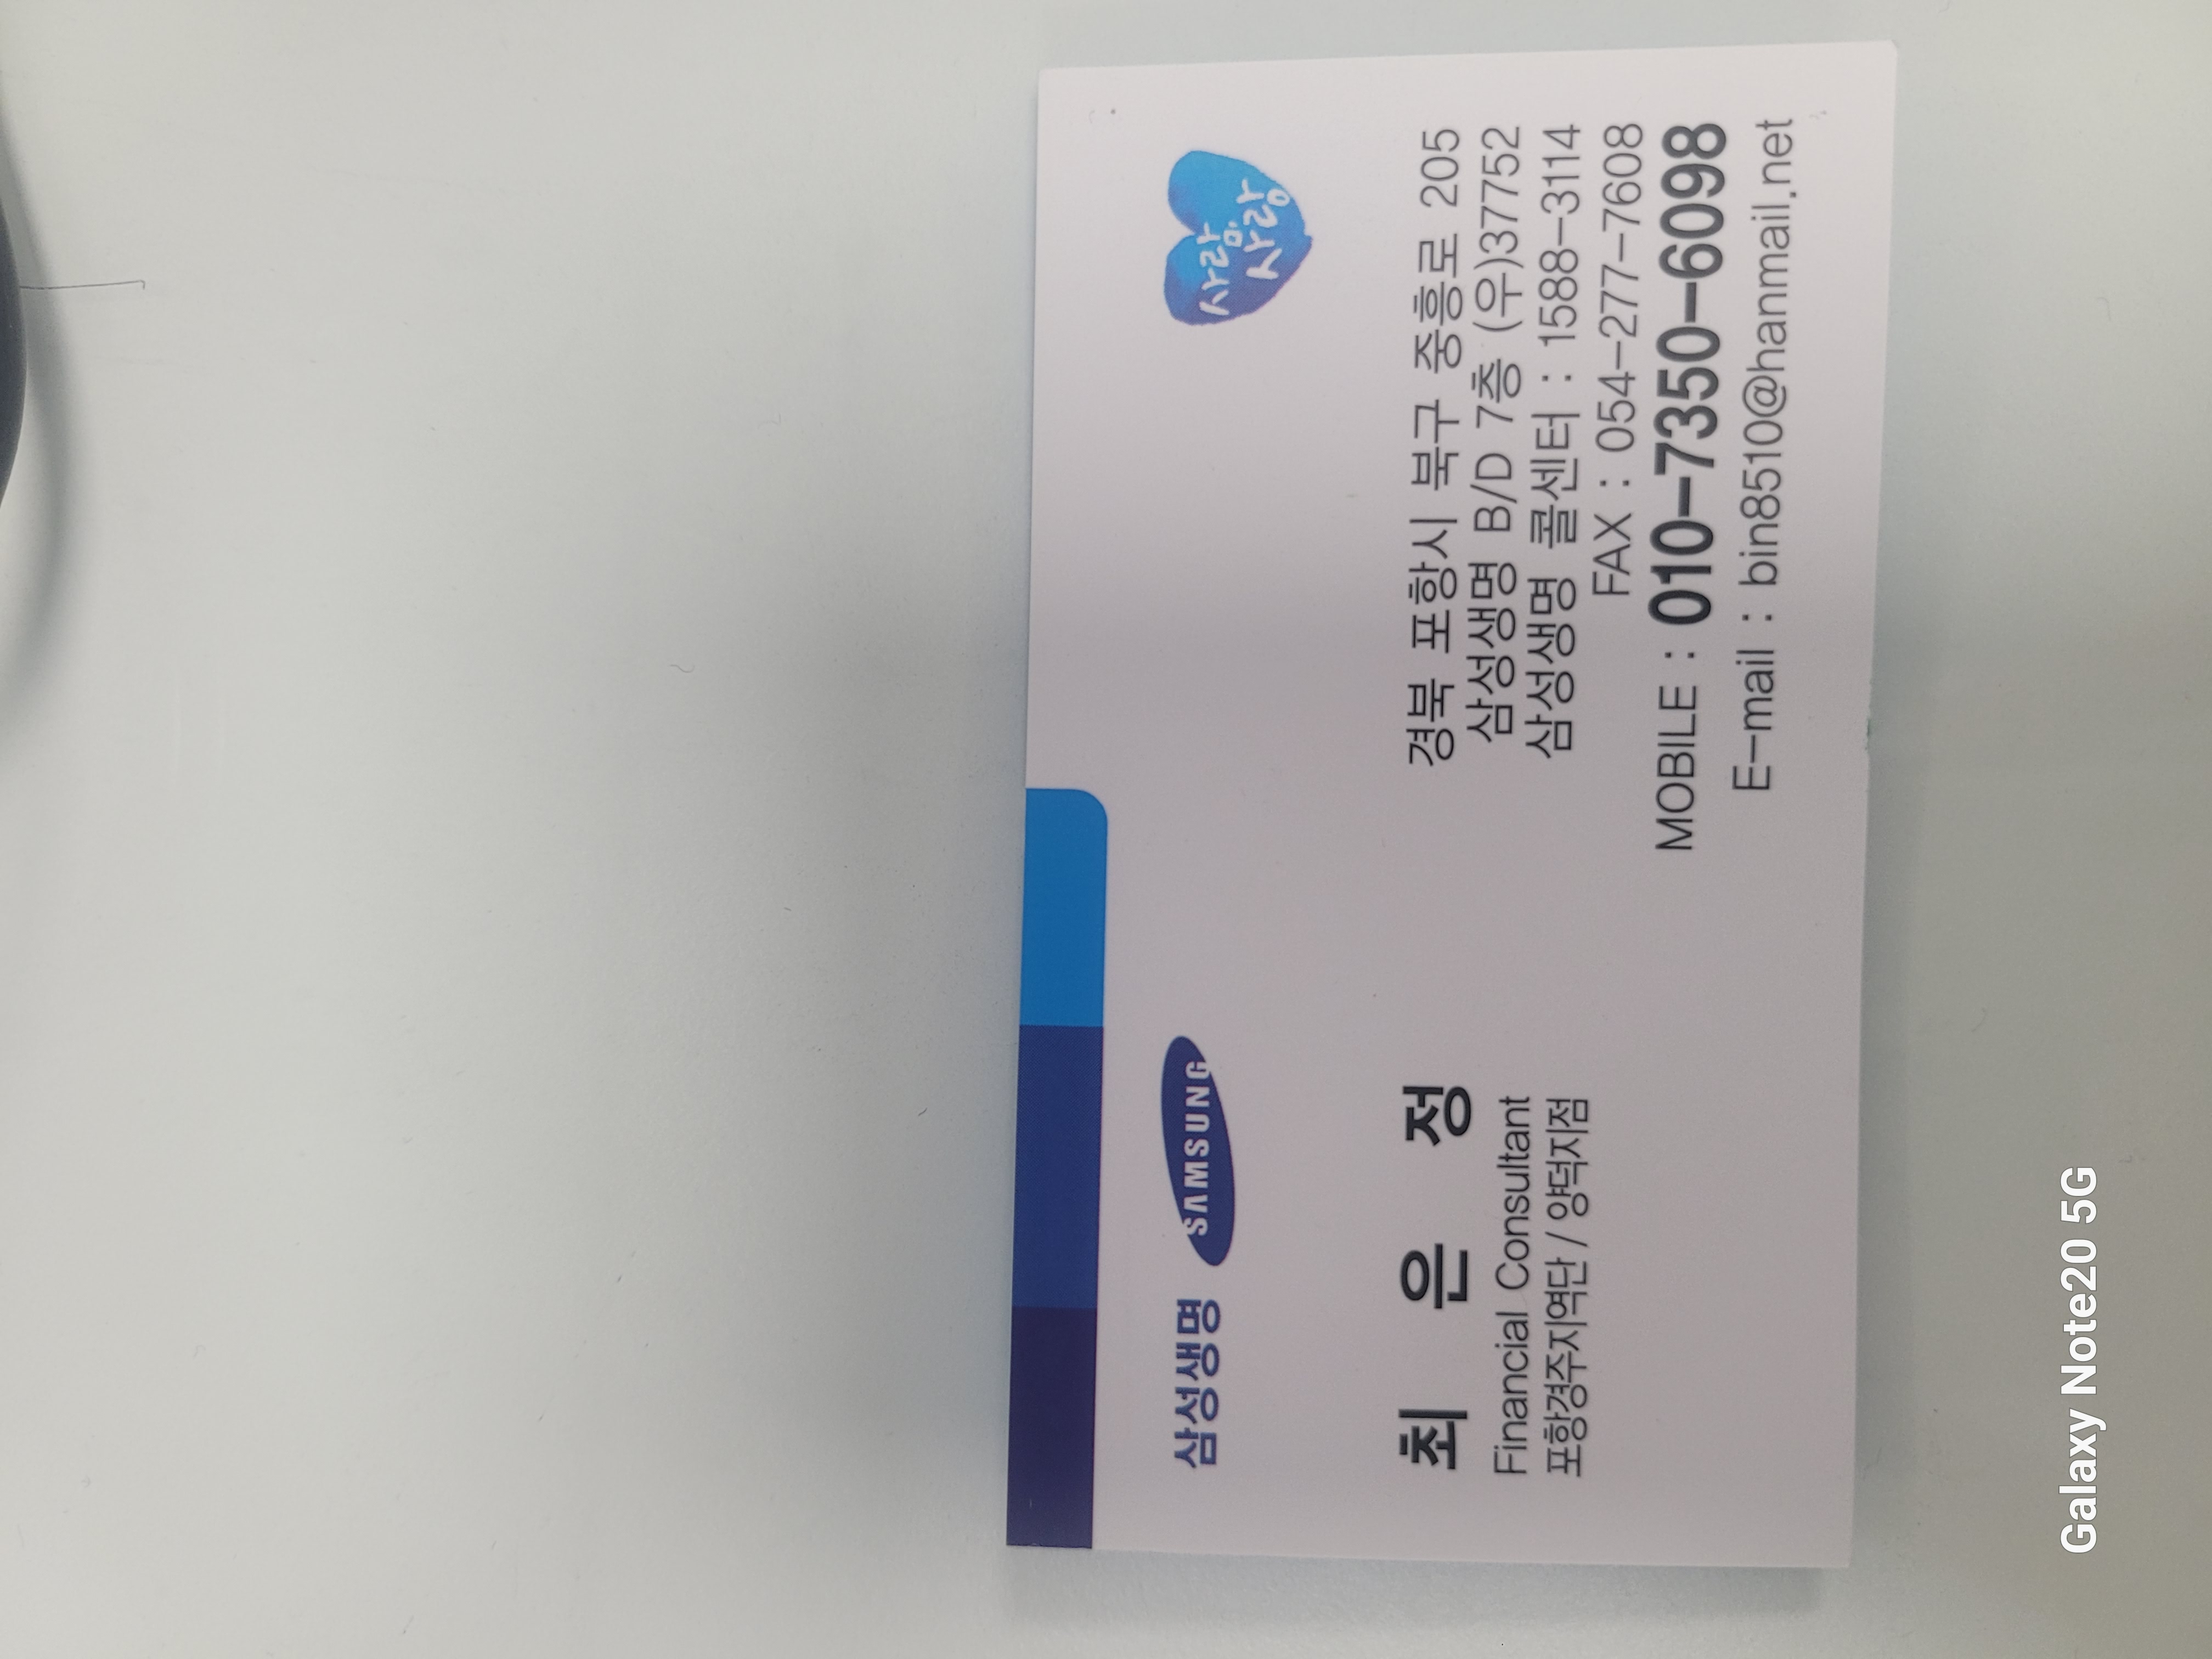 삼성생명 SAMSUNG
사랑
사람,
최 은 정
Financial Consultant
포항경주지역단 / 양덕지점
경북 포항시 북구 중흥로 205
삼성생명 B/D 7층 (우)37752
삼성생명 콜센터 : 1588-3114
FAX : 054-277-7608
MOBILE : 010-7350-6098
E-mail : bin8510@hanmail.net
Galaxy Note20 5G